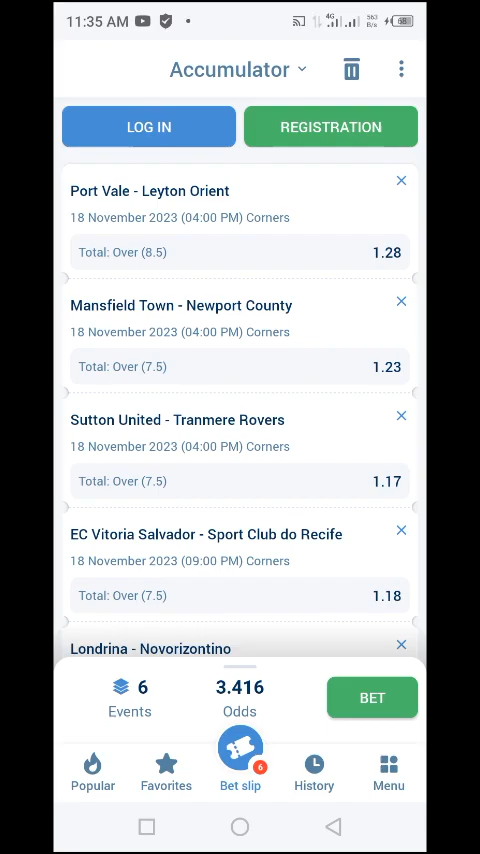 11:35 AM
4G
563 B/s
Accumulator
LOG IN
REGISTRATION
Port Vale - Leyton Orient
18 November 2023 (04:00 PM) Corners
Total: Over (8.5)
1.28
Mansfield Town - Newport County
18 November 2023 (04:00 PM) Corners
Total: Over (7.5)
1.23
Sutton United - Tranmere Rovers
18 November 2023 (04:00 PM) Corners
Total: Over (7.5)
1.17
EC Vitoria Salvador - Sport Club do Recife
18 November 2023 (09:00 PM) Corners
Total: Over (7.5)
1.18
Londrina - Novorizontino
6
3.416
Events
Odds
BET
6
Popular
Favorites
Bet slip
History
Menu